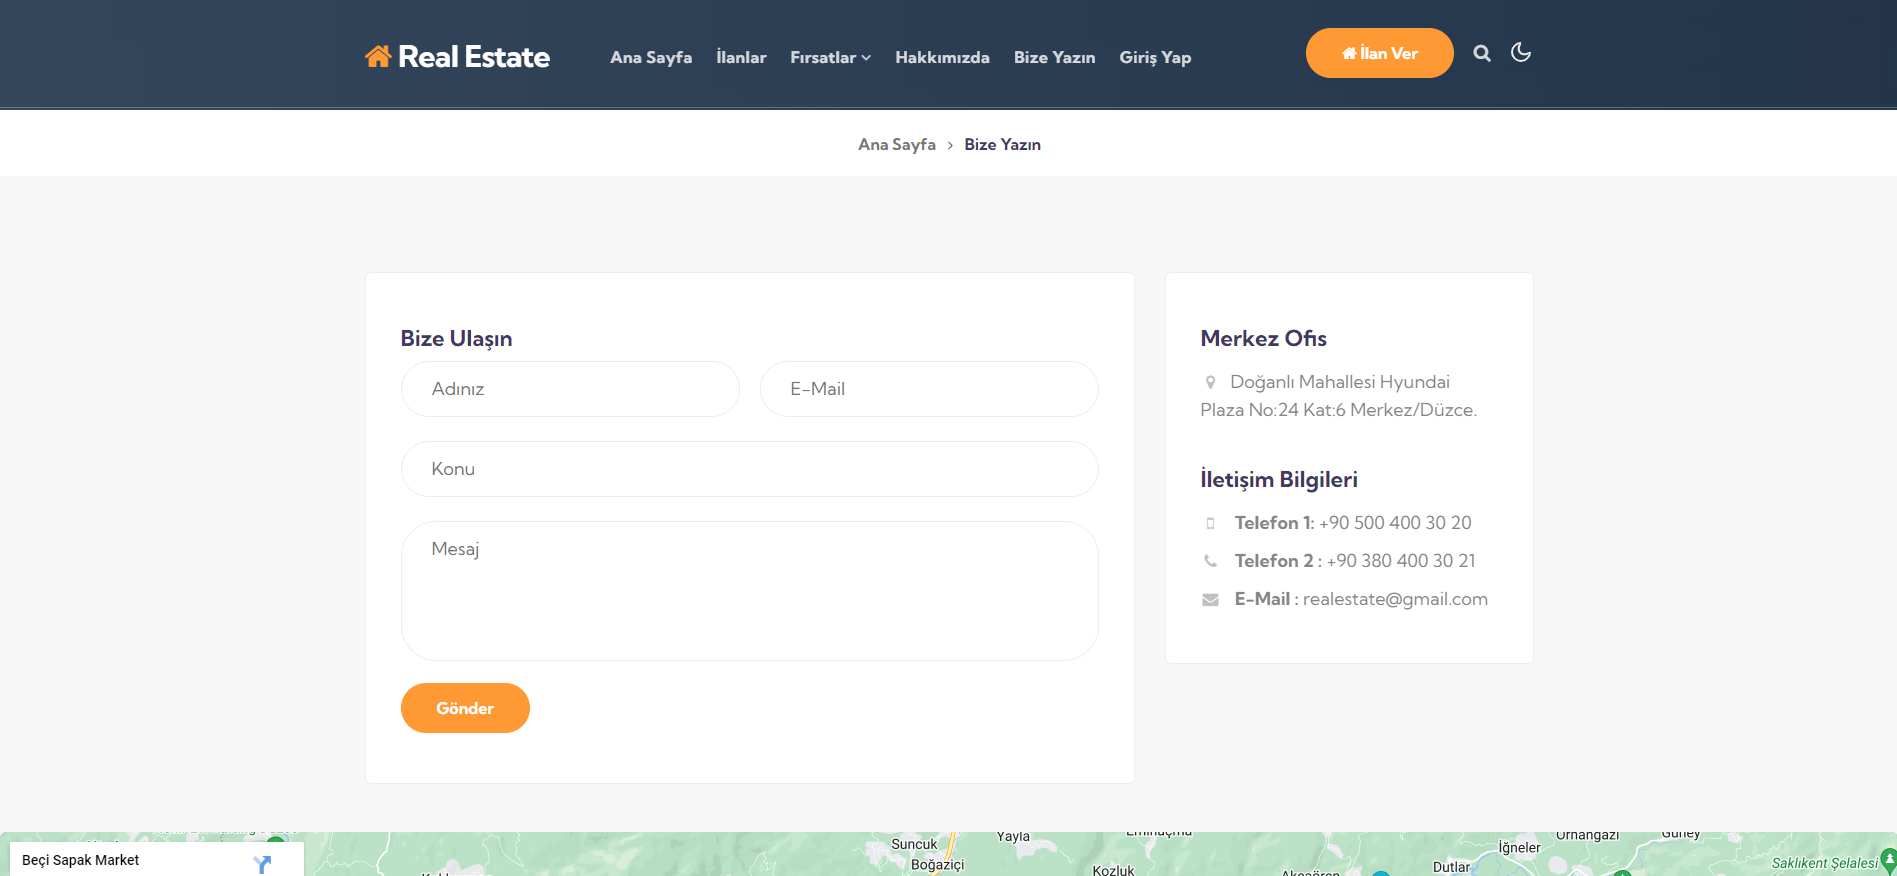 Real Estate
Ana Sayfa
İlanlar
Fırsatlar
Hakkımızda
Bize Yazın
Giriş Yap
İlan Ver
Ana Sayfa > Bize Yazın
Bize Ulaşın
Adınız
E-Mail
Konu
Mesaj
Gönder
Merkez Ofis
Doğanlı Mahallesi Hyundai
Plaza No:24 Kat:6 Merkez/Düzce.
İletişim Bilgileri
Telefon 1: +90 500 400 30 20
Telefon 2 : +90 380 400 30 21
E-Mail : realestate@gmail.com
Beçi Sapak Market
Yayla
Suncuk
Boğaziçi
Kozluk
Orhangazi
Güney
İğneler
Dutlar
Saklıkent Şelalesi